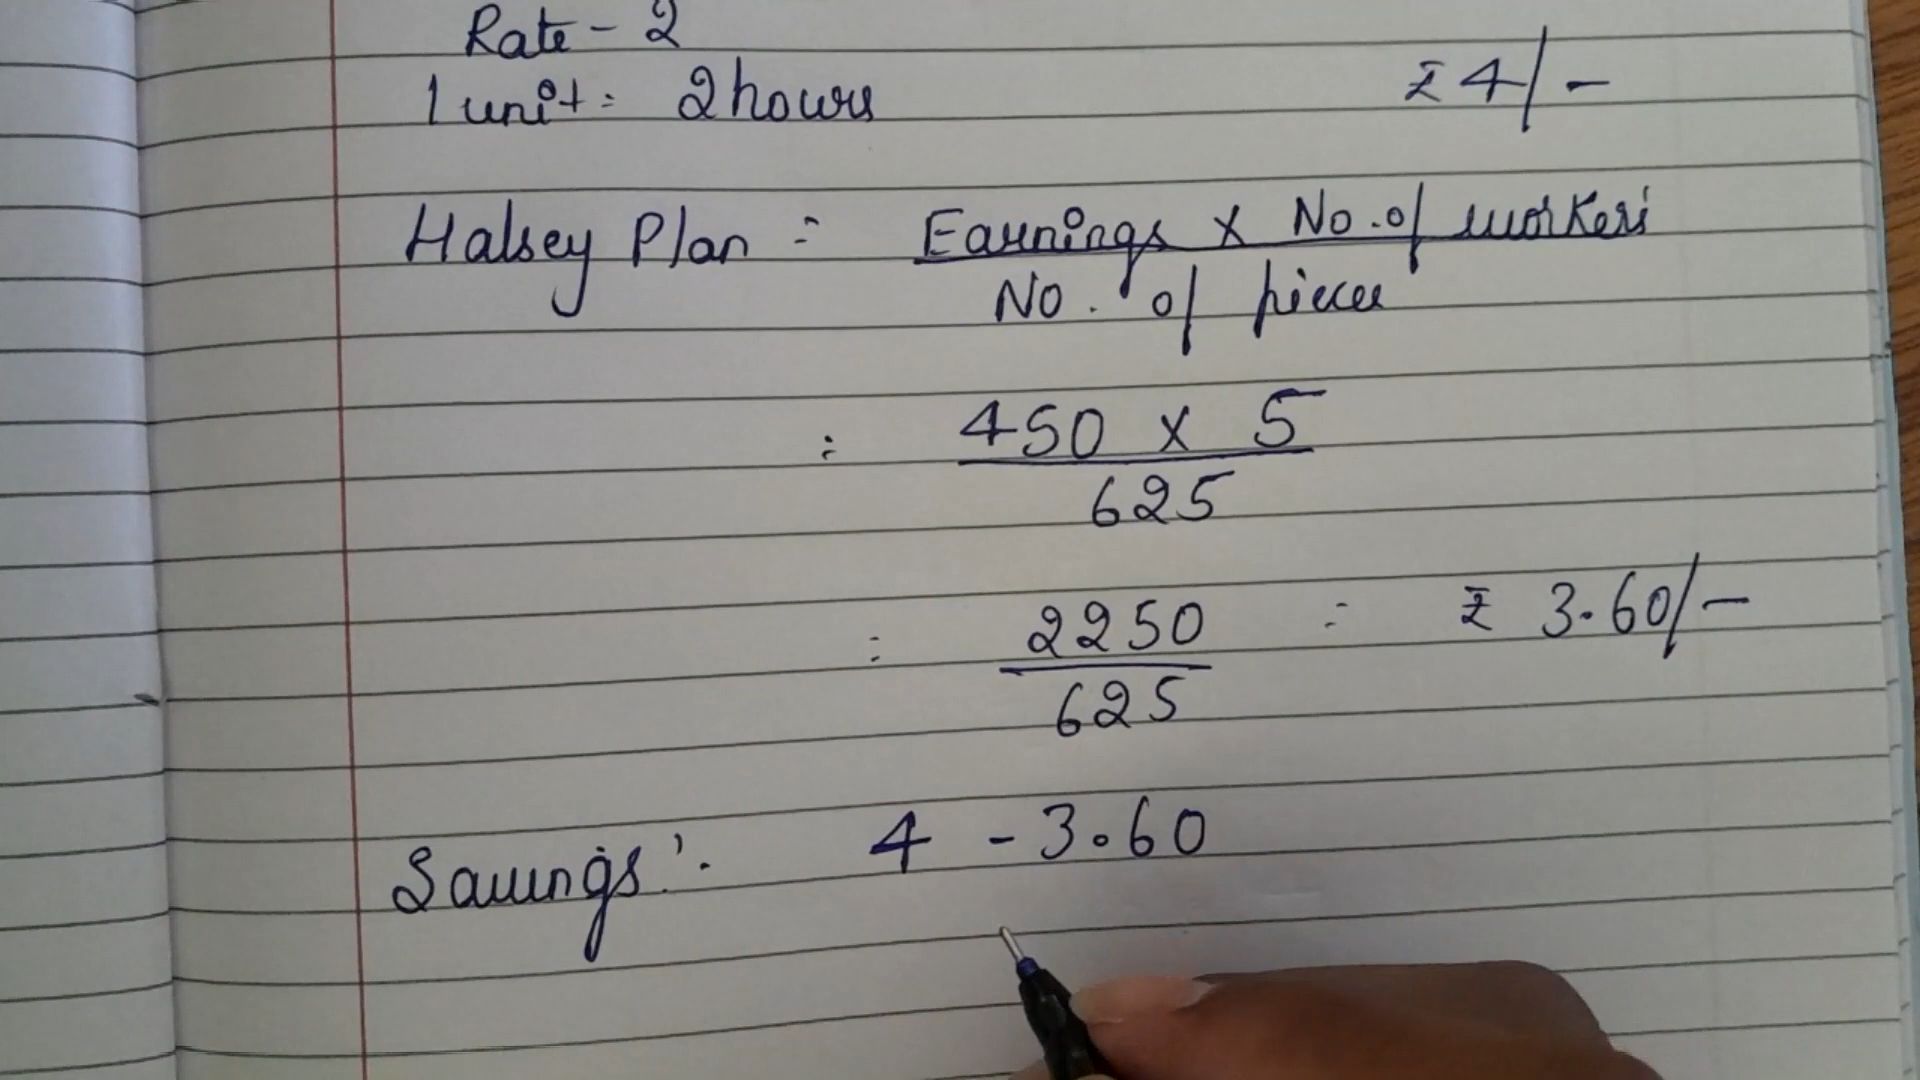 Rate - 2
1 unit = 2 hours ₹ 4/-
Halsey Plan = Earnings x No. of workers
No. of pieces
= 450 x 5
625
= 2250 = ₹ 3.60/-
625
Savings :- 4 - 3.60